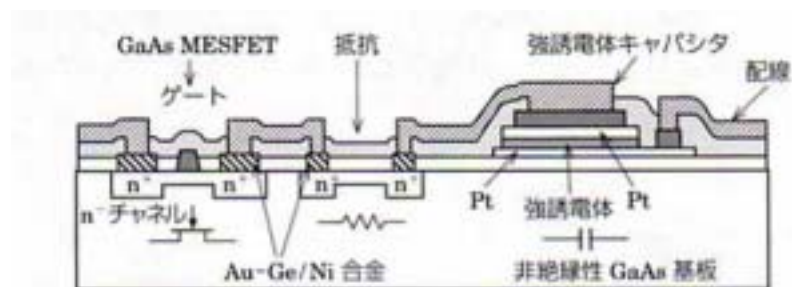 GaAs MESFET
抵抗
強誘電体キャパシタ
配線
ゲート
n⁺
n⁺
n⁺
n⁺
Pt
強誘電体
Pt
n⁻チャネル
Au-Ge/Ni 合金
非絶縁性 GaAs 基板